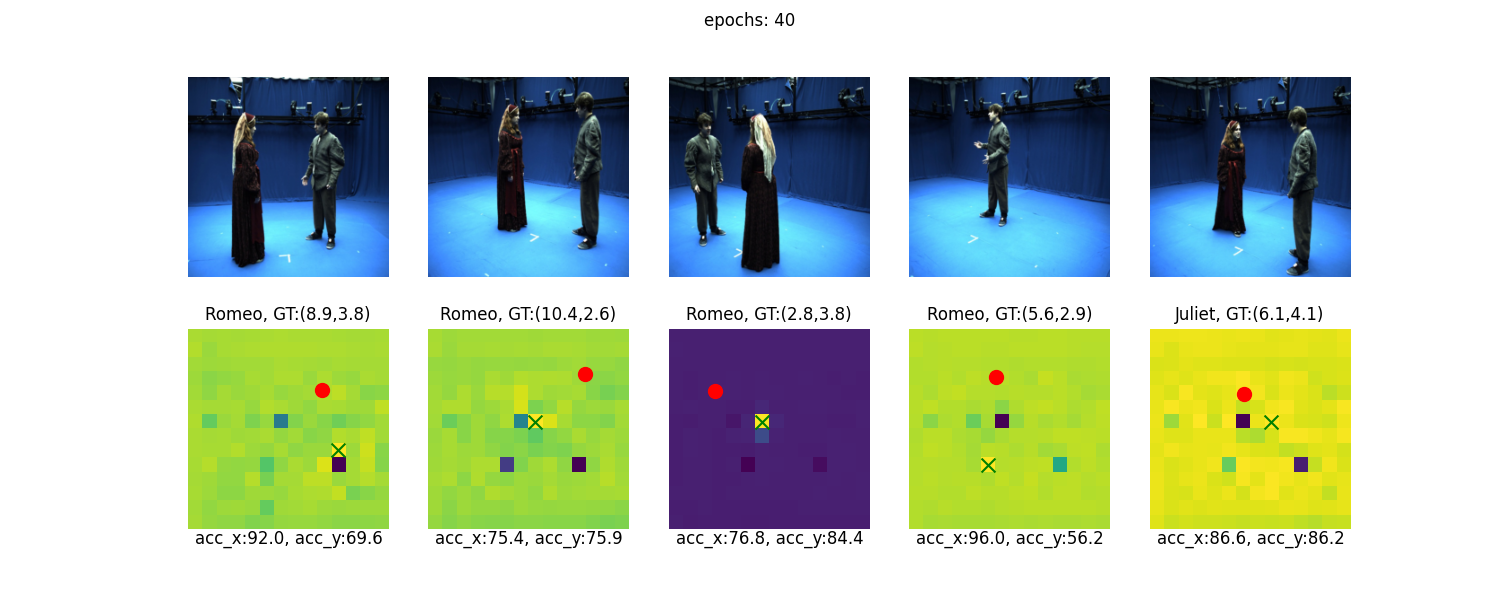 epochs: 40
Romeo, GT:(8.9,3.8)
Romeo, GT:(10.4,2.6)
Romeo, GT:(2.8,3.8)
Romeo, GT:(5.6,2.9)
Juliet, GT:(6.1,4.1)
acc_x:92.0, acc_y:69.6
acc_x:75.4, acc_y:75.9
acc_x:76.8, acc_y:84.4
acc_x:96.0, acc_y:56.2
acc_x:86.6, acc_y:86.2